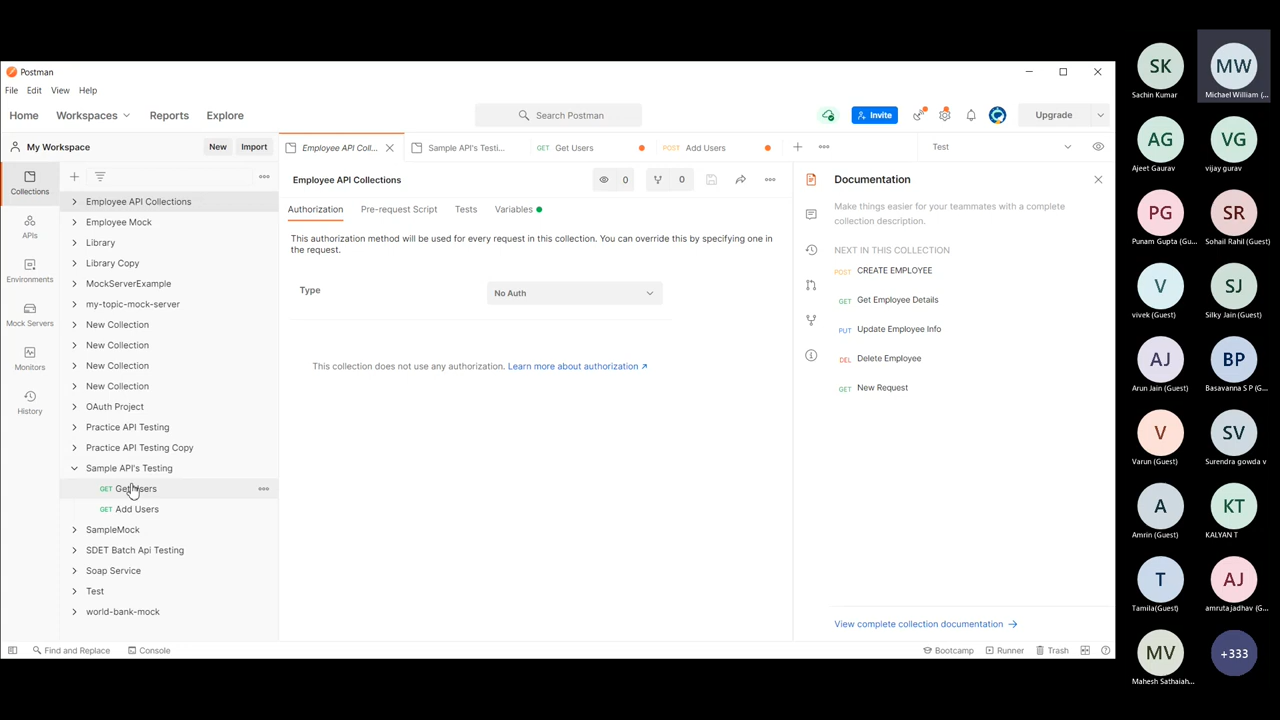 Postman
File Edit View Help
Home Workspaces Reports Explore
Search Postman
Invite
Upgrade
My Workspace New Import
Employee API Coll...
Sample API's Testi...
GET Get Users
POST Add Users
Test
Collections
APIs
Environments
Mock Servers
Monitors
History
Employee API Collections
Employee Mock
Library
Library Copy
MockServerExample
my-topic-mock-server
New Collection
New Collection
New Collection
New Collection
OAuth Project
Practice API Testing
Practice API Testing Copy
Sample API's Testing
GET Get Users
GET Add Users
SampleMock
SDET Batch Api Testing
Soap Service
Test
world-bank-mock
Employee API Collections
0
0
Authorization Pre-request Script Tests Variables
This authorization method will be used for every request in this collection. You can override this by specifying one in
the request.
Type No Auth
This collection does not use any authorization. Learn more about authorization ↗
Documentation
Make things easier for your teammates with a complete
collection description.
NEXT IN THIS COLLECTION
POST CREATE EMPLOYEE
GET Get Employee Details
PUT Update Employee Info
DEL Delete Employee
GET New Request
View complete collection documentation →
Find and Replace Console
Bootcamp Runner Trash
SK
Sachin Kumar
MW
Michael William (...
AG
Ajeet Gaurav
VG
vijay gurav
PG
Punam Gupta (Gu...
SR
Sohail Rahil (Guest)
V
vivek (Guest)
SJ
Silky Jain (Guest)
AJ
Arun Jain (Guest)
BP
Basavanna S P (G...
V
Varun (Guest)
SV
Surendra gowda v
A
Amrin (Guest)
KT
KALYAN T
T
Tamila(Guest)
AJ
amruta jadhav (G...
MV
Mahesh Sathaiah...
+333